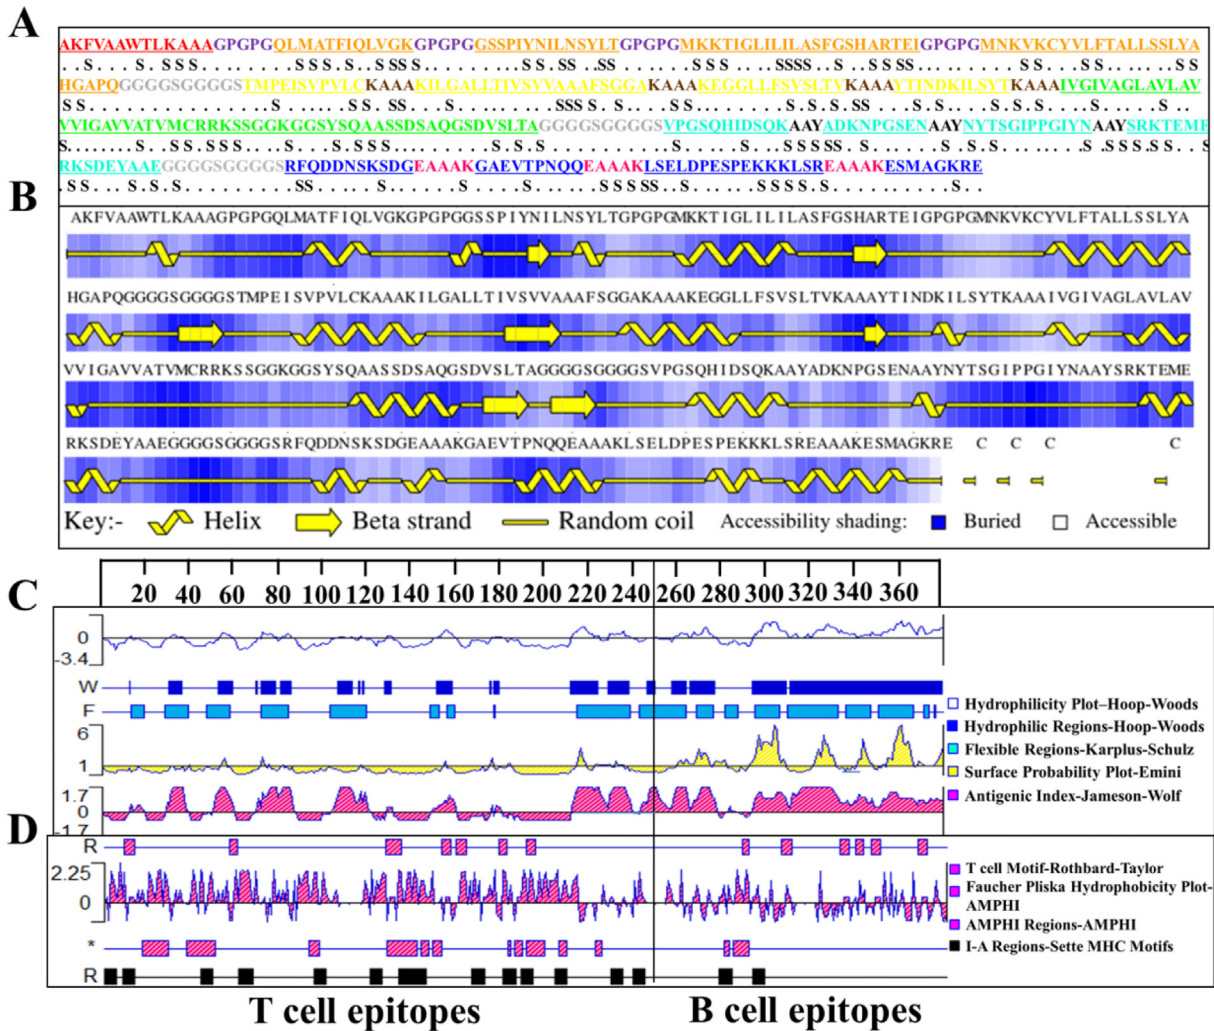 A
AKFVAAWTLKAAAGPGPGQLMATFIQLVGKGPGPGGSSPIYNILNSYLTGPGPGMKKTIGLILILASFGSHARTEIGPGPGMNKVKCYVLFTALLSSLYA
HGAPQGGGGSGGGGSTMPEISVPVLCKAAAKILGALLTIVSVVAAAFSGGAKAAAKEGGLLFSVSLTVKAAAYTINDKILSYTKAAAIVGIVAGLAVLAV
VVIGAVVATVMCRRKSSGGKGGSYSQAASSDSAQGSDVSLTAGGGGSGGGGSVPGSQHIDSQKAAYADKNPGSENAAYNYTSGIPPGIYNAAYSRKTEME
RKSDEYAAEGGGGSGGGGSRFQDDNSKSDGEAAAKGAEVTPNQQEAAAKLSELDPESPEKKKLSREAAAKESMAGKRE
B
AKFVAAWTLKAAAGPGPGQLMATFIQLVGKGPGPGGSSPIYNILNSYLTGPGPGMKKTIGLILILASFGSHARTEIGPGPGMNKVKCYVLFTALLSSLYA
HGAPQGGGGSGGGGSTMPEISVPVLCKAAAKILGALLTIVSVVAAAFSGGAKAAAKEGGLLFSVSLTVKAAAYTINDKILSYTKAAAIVGIVAGLAVLAV
VVIGAVVATVMCRRKSSGGKGGSYSQAASSDSAQGSDVSLTAGGGGSGGGGSVPGSQHIDSQKAAYADKNPGSENAAYNYTSGIPPGIYNAAYSRKTEME
RKSDEYAAEGGGGSGGGGSRFQDDNSKSDGEAAAKGAEVTPNQQEAAAKLSELDPESPEKKKLSREAAAKESMAGKRE C C C C
Key:- Helix Beta strand Random coil Accessibility shading: Buried Accessible
C
20 40 60 80 100 120 140 160 180 200 220 240 260 280 300 320 340 360
0
-3.4
W
F
6
1
1.7
0
-1.7
Hydrophilicity Plot–Hoop-Woods
Hydrophilic Regions-Hoop-Woods
Flexible Regions-Karplus-Schulz
Surface Probability Plot-Emini
Antigenic Index-Jameson-Wolf
D
R
2.25
0
*
R
T cell Motif-Rothbard-Taylor
Faucher Pliska Hydrophobicity Plot-
AMPHI
AMPHI Regions-AMPHI
I-A Regions-Sette MHC Motifs
T cell epitopes B cell epitopes